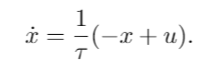 ẋ = 1/τ (−x + u).